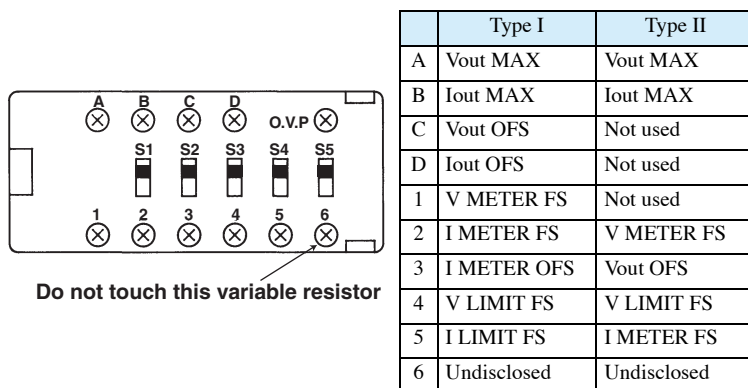 A B C D O.V.P
S1 S2 S3 S4 S5
1 2 3 4 5 6
Do not touch this variable resistor
Type I Type II
A Vout MAX Vout MAX
B Iout MAX Iout MAX
C Vout OFS Not used
D Iout OFS Not used
1 V METER FS Not used
2 I METER FS V METER FS
3 I METER OFS Vout OFS
4 V LIMIT FS V LIMIT FS
5 I LIMIT FS I METER FS
6 Undisclosed Undisclosed